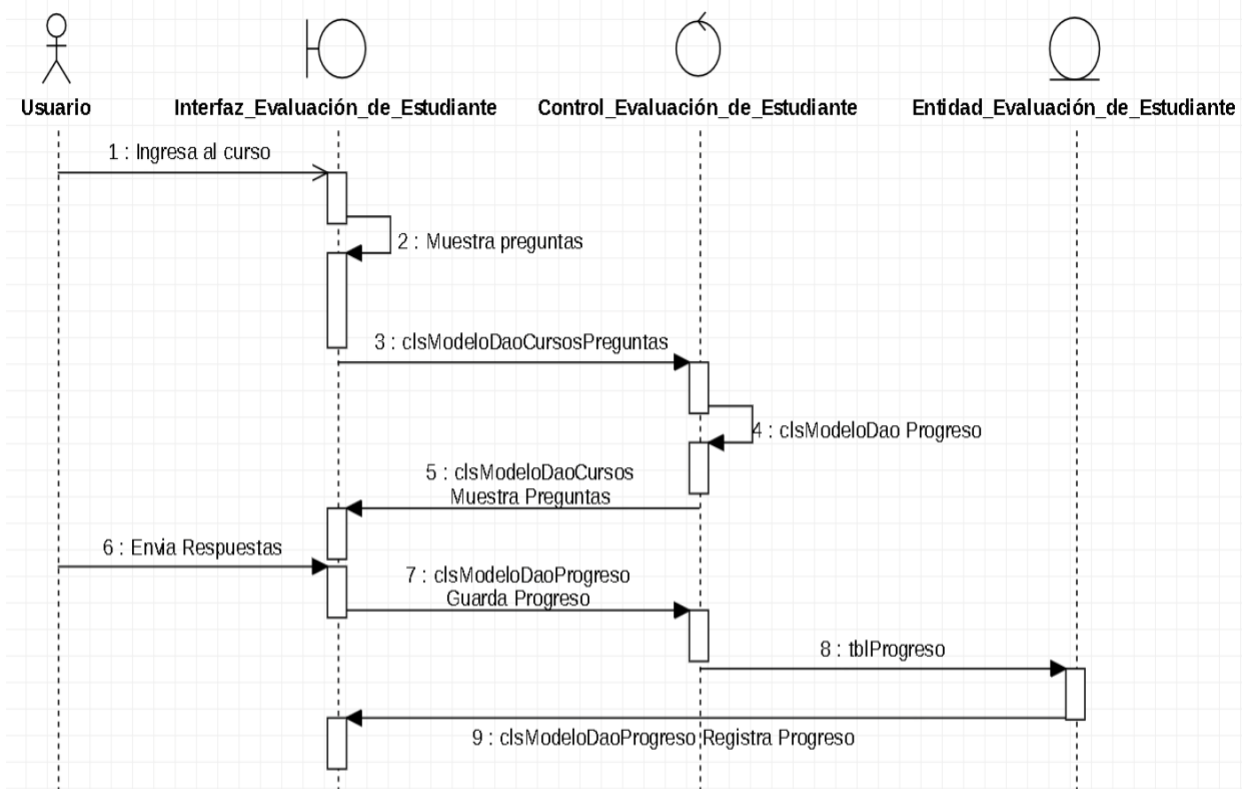 Usuario
Interfaz_Evaluación_de_Estudiante
Control_Evaluación_de_Estudiante
Entidad_Evaluación_de_Estudiante
1 : Ingresa al curso
2 : Muestra preguntas
3 : clsModeloDaoCursosPreguntas
4 : clsModeloDao Progreso
5 : clsModeloDaoCursos
Muestra Preguntas
6 : Envia Respuestas
7 : clsModeloDaoProgreso
Guarda Progreso
8 : tblProgreso
9 : clsModeloDaoProgreso Registra Progreso